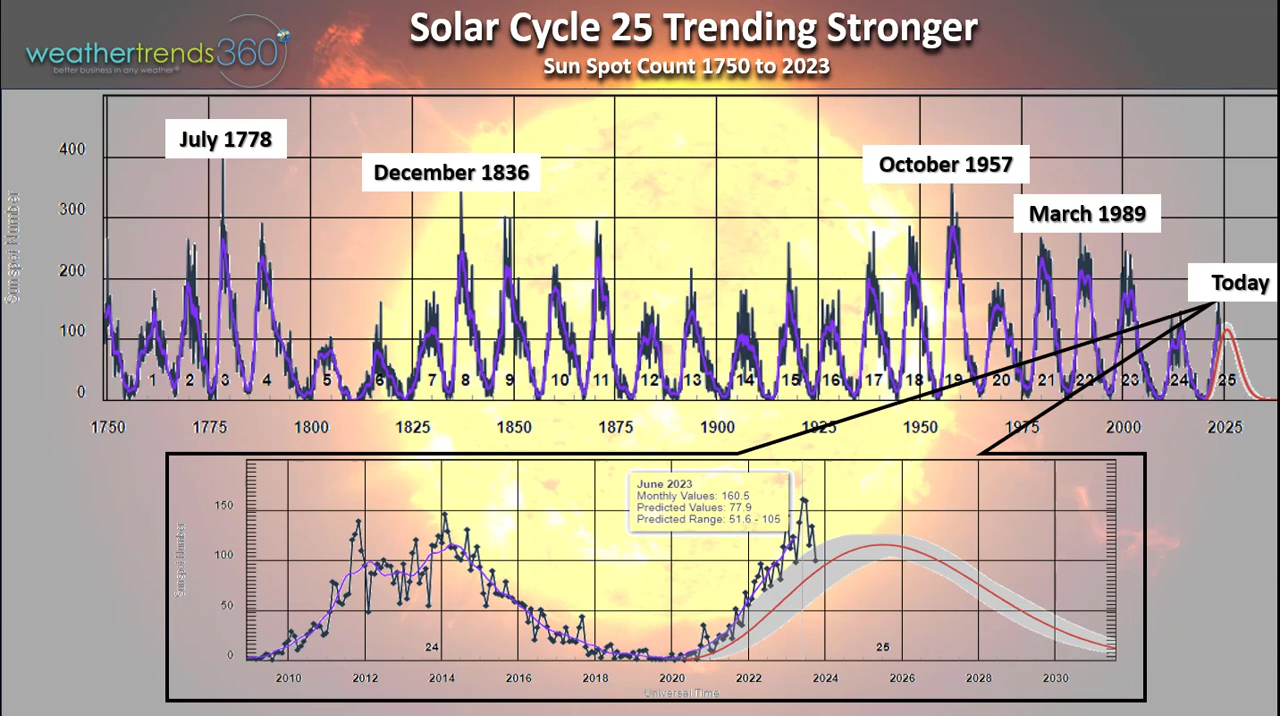 Solar Cycle 25 Trending Stronger
weathertrends360°
better business in any weather®
Sun Spot Count 1750 to 2023
July 1778
December 1836
October 1957
March 1989
Today
Sunspot Number
400
300
200
100
0
1 2 3 4 5 6 7 8 9 10 11 12 13 14 15 16 17 18 19 20 21 22 23 24 25
1750 1775 1800 1825 1850 1875 1900 1925 1950 1975 2000 2025
June 2023
Monthly Values: 160.5
Predicted Values: 77.9
Predicted Range: 51.6 - 105
Sunspot Number
150
100
50
0
24 25
2010 2012 2014 2016 2018 2020 2022 2024 2026 2028 2030
Universal Time